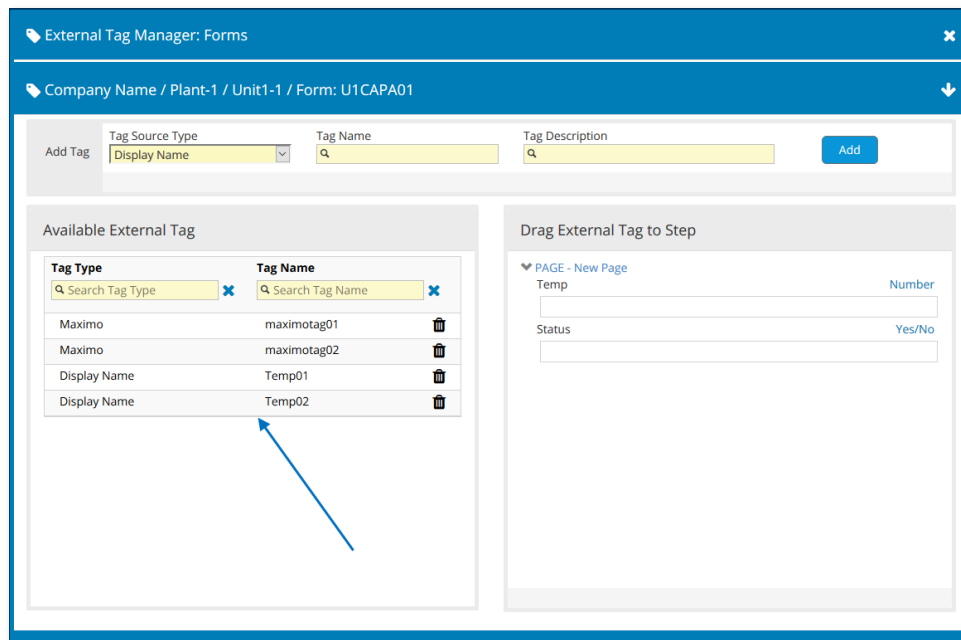 External Tag Manager: Forms
Company Name / Plant-1 / Unit1-1 / Form: U1CAPA01
Add Tag
Tag Source Type
Display Name
Tag Name
Tag Description
Add
Available External Tag
Tag Type
Tag Name
Search Tag Type
Search Tag Name
Maximo maximotag01
Maximo maximotag02
Display Name Temp01
Display Name Temp02
Drag External Tag to Step
PAGE - New Page
Temp Number
Status Yes/No